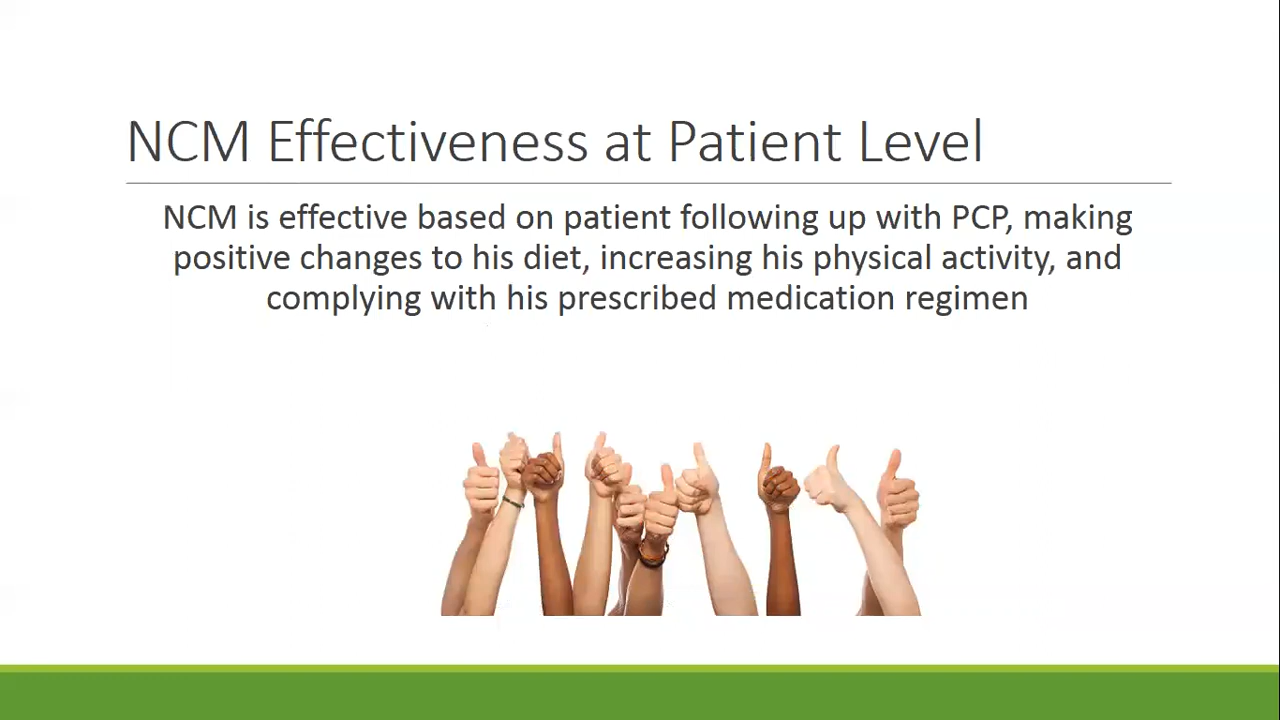 NCM Effectiveness at Patient Level
NCM is effective based on patient following up with PCP, making
positive changes to his diet, increasing his physical activity, and
complying with his prescribed medication regimen